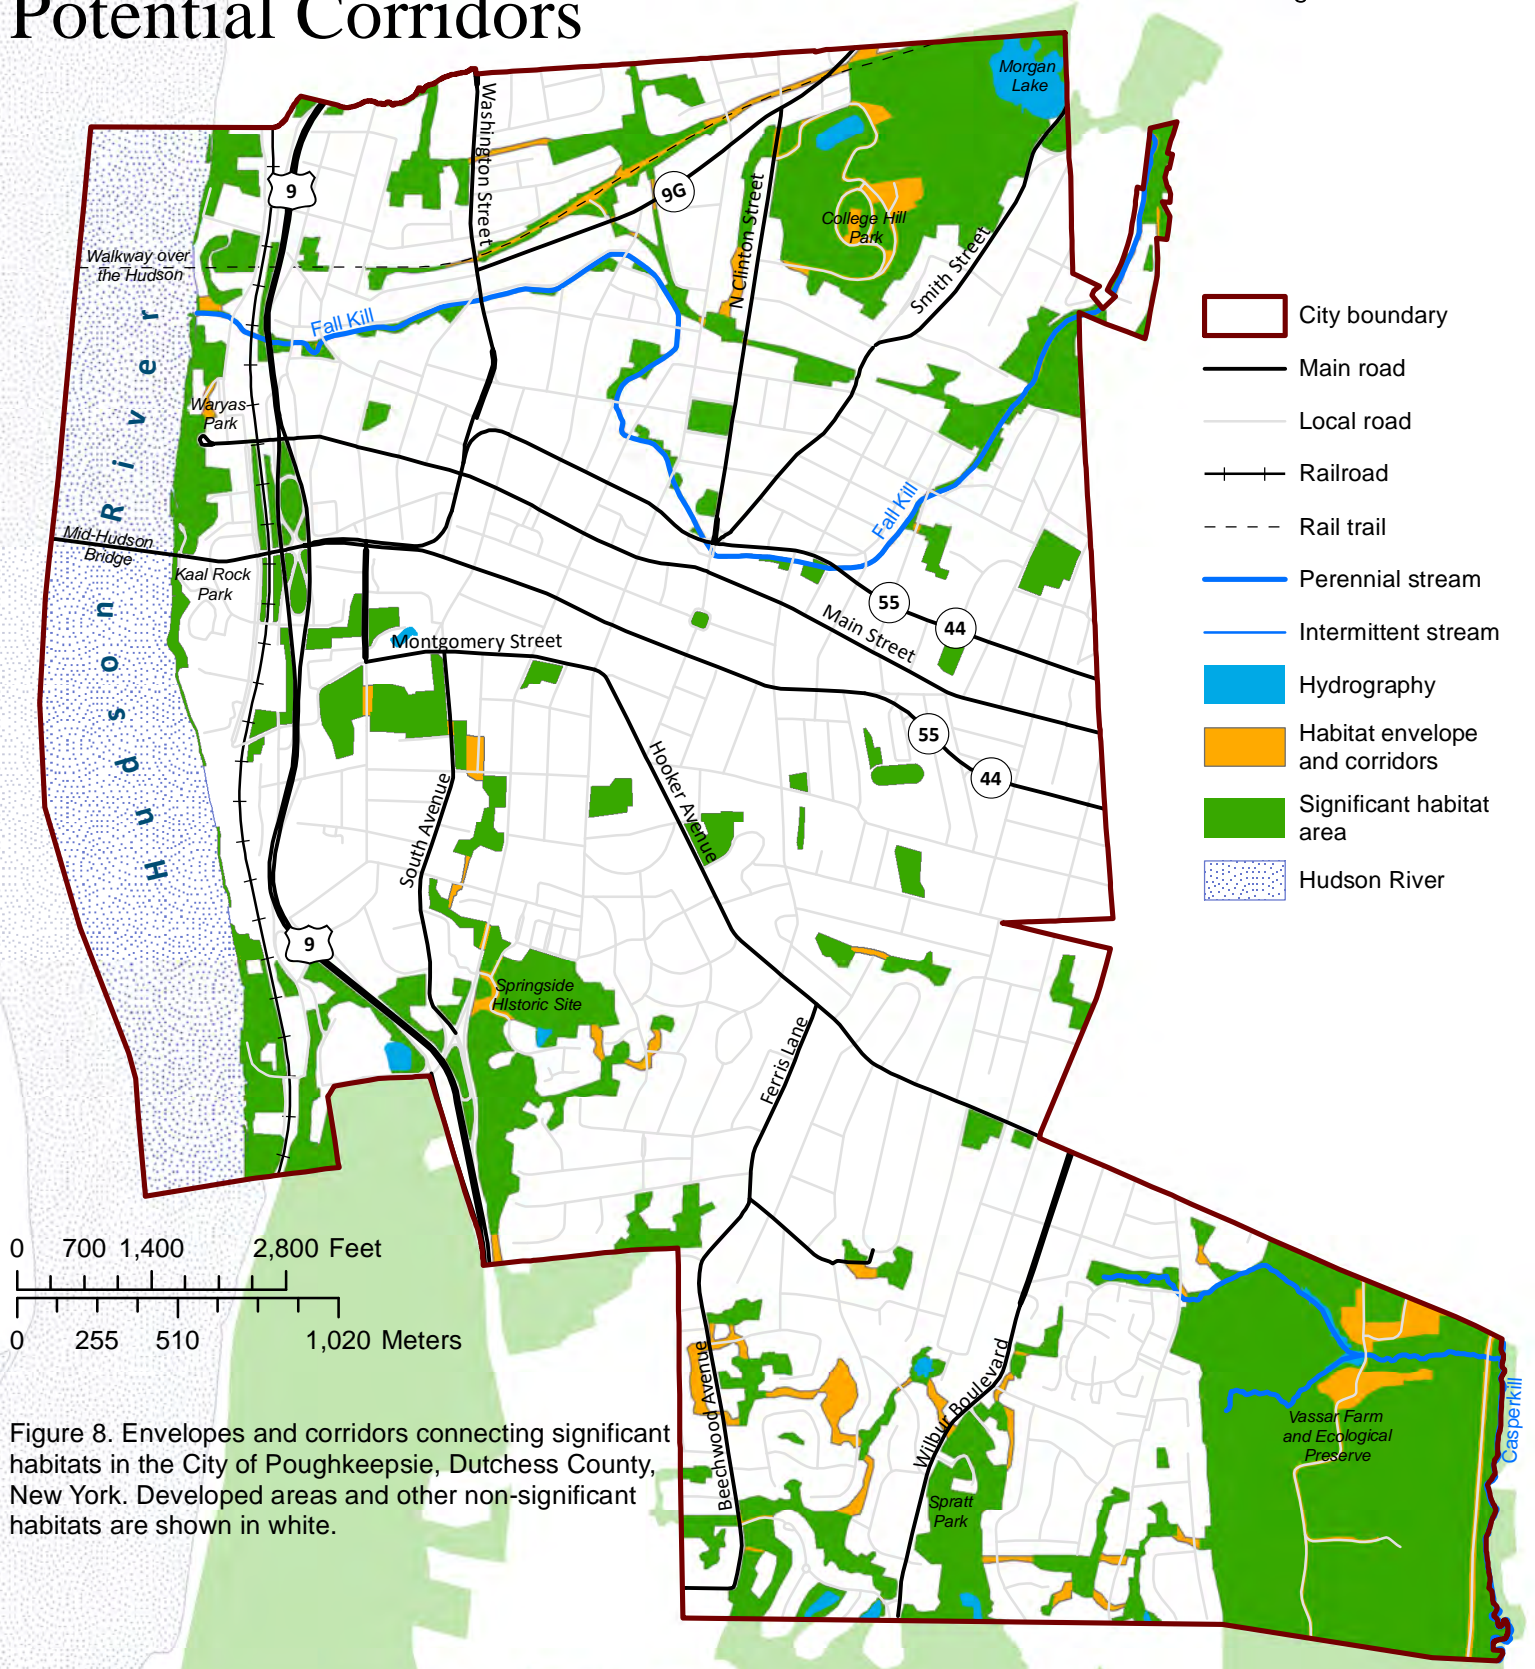 Potential Corridors
Morgan
Lake
Washington Street
9
9G
N Clinton Street
College Hill
Park
Smith Street
Walkway over
the Hudson
Fall Kill
Hudson River
Waryas
Park
Fall Kill
Mid-Hudson
Bridge
Kaal Rock
Park
55
44
Main Street
Montgomery Street
55
44
Hooker Avenue
South Avenue
9
Springside
HIstoric Site
Ferris Lane
City boundary
Main road
Local road
Railroad
Rail trail
Perennial stream
Intermittent stream
Hydrography
Habitat envelope
and corridors
Significant habitat
area
Hudson River
0 700 1,400 2,800 Feet
0 255 510 1,020 Meters
Beechwood Avenue
Wilbur Boulevard
Spratt
Park
Vassar Farm
and Ecological
Preserve
Casperkill
Figure 8. Envelopes and corridors connecting significant
habitats in the City of Poughkeepsie, Dutchess County,
New York. Developed areas and other non-significant
habitats are shown in white.